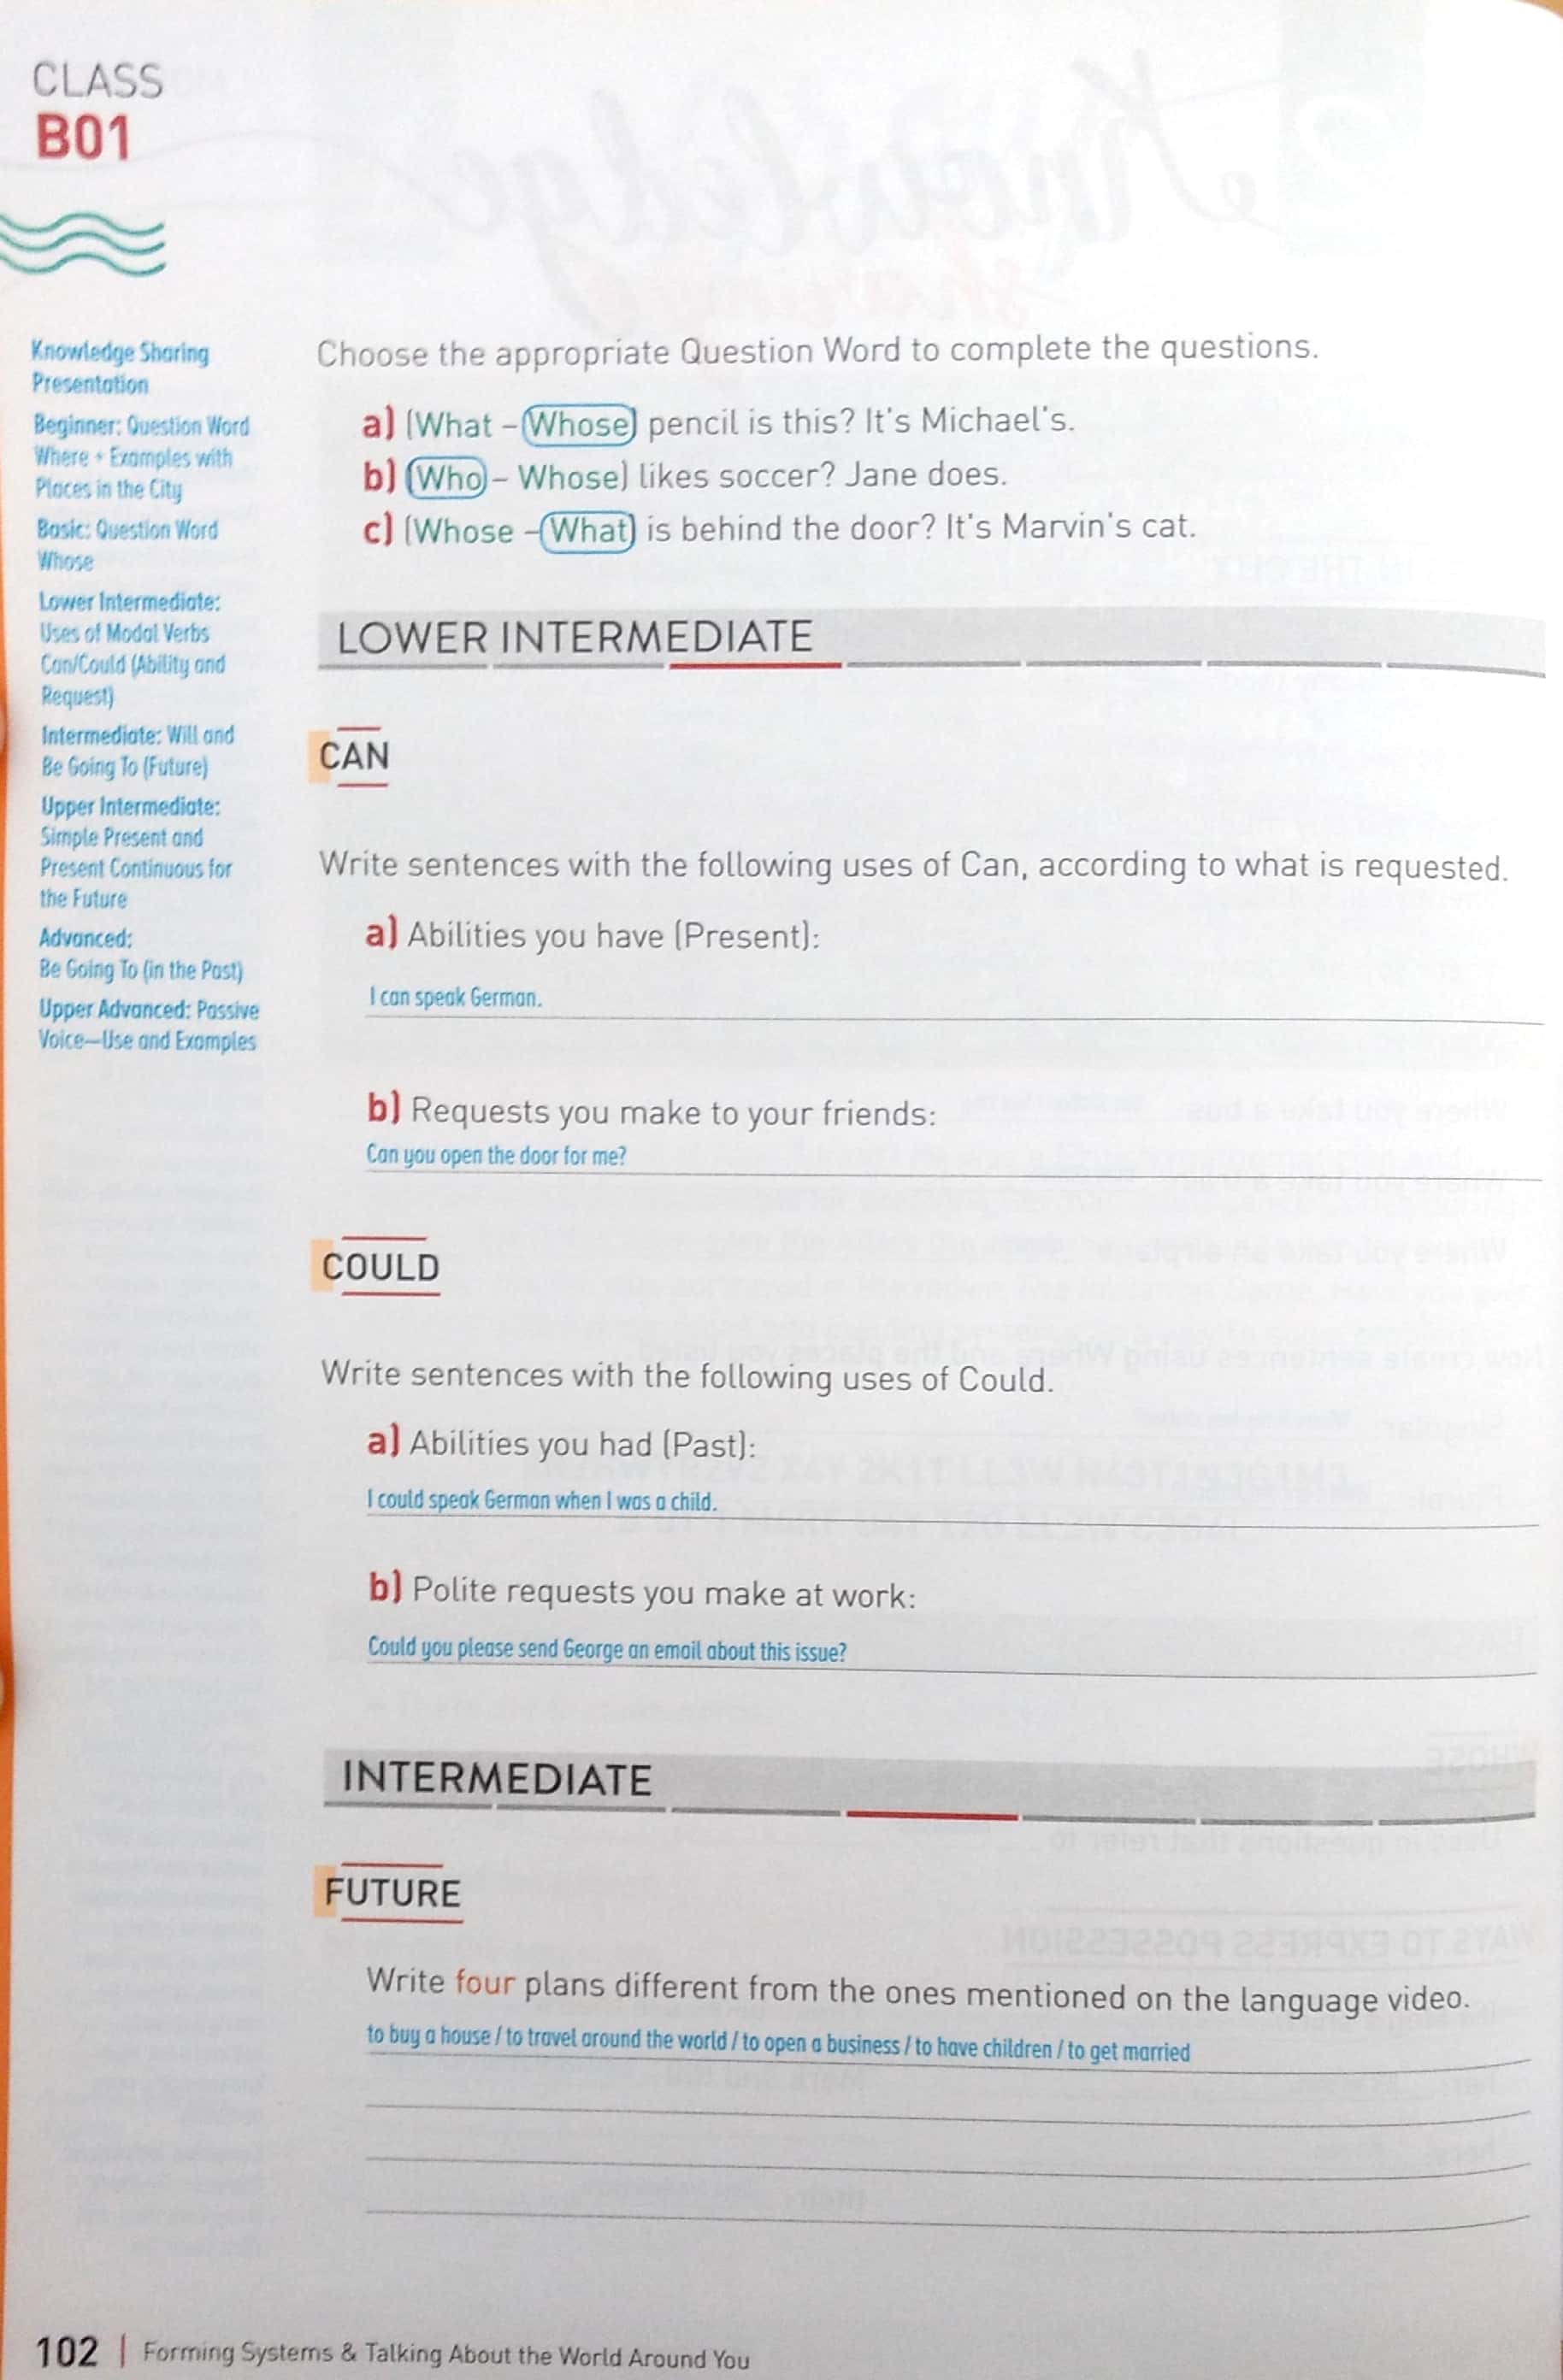 CLASS
B01
Knowledge Sharing
Presentation
Beginner: Question Word
Where + Examples with
Places in the City
Basic: Question Word
Whose
Lower Intermediate:
Uses of Modal Verbs
Can/Could (Ability and
Request)
Intermediate: Will and
Be Going To (Future)
Upper Intermediate:
Simple Present and
Present Continuous for
the Future
Advanced:
Be Going To (in the Past)
Upper Advanced: Passive
Voice—Use and Examples
Choose the appropriate Question Word to complete the questions.
a) (What – Whose) pencil is this? It's Michael's.
b) (Who – Whose) likes soccer? Jane does.
c) (Whose – What) is behind the door? It's Marvin's cat.
LOWER INTERMEDIATE
CAN
Write sentences with the following uses of Can, according to what is requested.
a) Abilities you have (Present):
I can speak German.
b) Requests you make to your friends:
Can you open the door for me?
COULD
Write sentences with the following uses of Could.
a) Abilities you had (Past):
I could speak German when I was a child.
b) Polite requests you make at work:
Could you please send George an email about this issue?
INTERMEDIATE
FUTURE
Write four plans different from the ones mentioned on the language video.
to buy a house / to travel around the world / to open a business / to have children / to get married
102 | Forming Systems & Talking About the World Around You